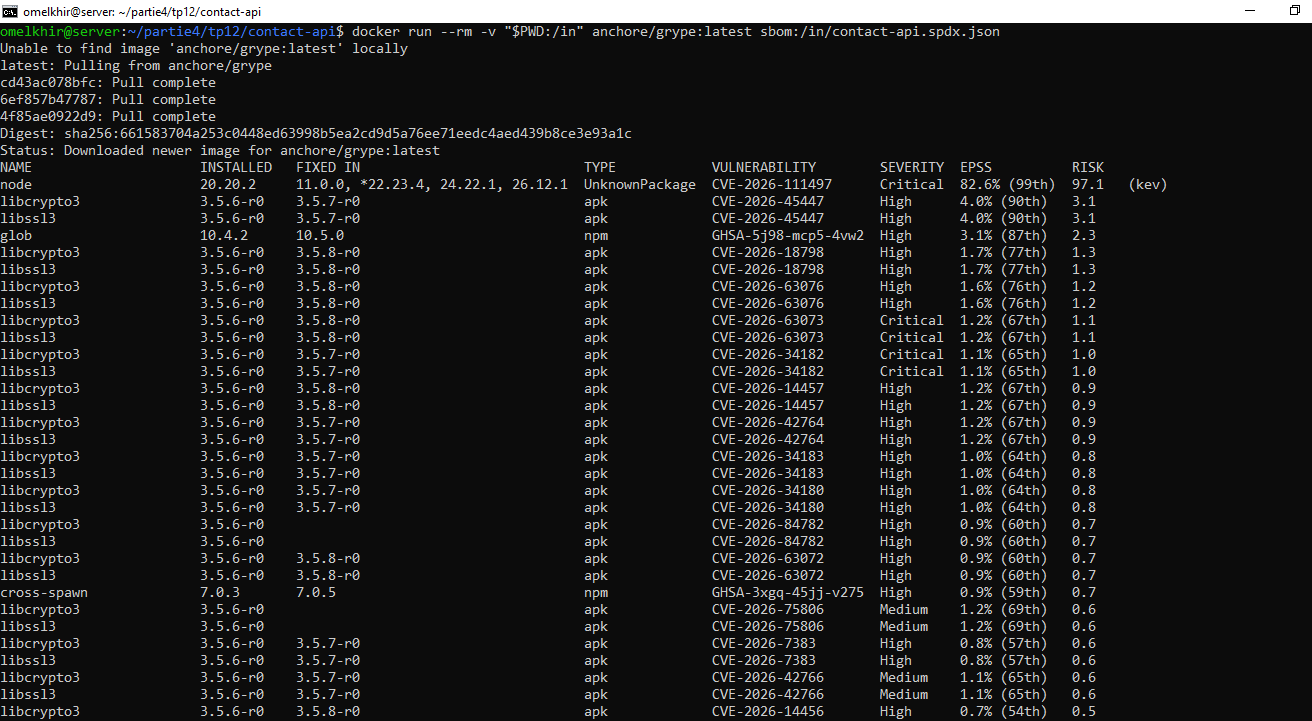 omelkhir@server: ~/partie4/tp12/contact-api
omelkhir@server:~/partie4/tp12/contact-api$ docker run --rm -v "$PWD:/in" anchore/grype:latest sbom:/in/contact-api.spdx.json
Unable to find image 'anchore/grype:latest' locally
latest: Pulling from anchore/grype
cd43ac078bfc: Pull complete
6ef857b47787: Pull complete
4f85ae0922d9: Pull complete
Digest: sha256:661583704a253c0448ed63998b5ea2cd9d5a76ee71eedc4aed439b8ce3e93a1c
Status: Downloaded newer image for anchore/grype:latest
NAME INSTALLED FIXED IN TYPE VULNERABILITY SEVERITY EPSS RISK
node 20.20.2 11.0.0, *22.23.4, 24.22.1, 26.12.1 UnknownPackage CVE-2026-111497 Critical 82.6% (99th) 97.1 (kev)
libcrypto3 3.5.6-r0 3.5.7-r0 apk CVE-2026-45447 High 4.0% (90th) 3.1
libssl3 3.5.6-r0 3.5.7-r0 apk CVE-2026-45447 High 4.0% (90th) 3.1
glob 10.4.2 10.5.0 npm GHSA-5j98-mcp5-4vw2 High 3.1% (87th) 2.3
libcrypto3 3.5.6-r0 3.5.8-r0 apk CVE-2026-18798 High 1.7% (77th) 1.3
libssl3 3.5.6-r0 3.5.8-r0 apk CVE-2026-18798 High 1.7% (77th) 1.3
libcrypto3 3.5.6-r0 3.5.8-r0 apk CVE-2026-63076 High 1.6% (76th) 1.2
libssl3 3.5.6-r0 3.5.8-r0 apk CVE-2026-63076 High 1.6% (76th) 1.2
libcrypto3 3.5.6-r0 3.5.8-r0 apk CVE-2026-63073 Critical 1.2% (67th) 1.1
libssl3 3.5.6-r0 3.5.8-r0 apk CVE-2026-63073 Critical 1.2% (67th) 1.1
libcrypto3 3.5.6-r0 3.5.7-r0 apk CVE-2026-34182 Critical 1.1% (65th) 1.0
libssl3 3.5.6-r0 3.5.7-r0 apk CVE-2026-34182 Critical 1.1% (65th) 1.0
libcrypto3 3.5.6-r0 3.5.8-r0 apk CVE-2026-14457 High 1.2% (67th) 0.9
libssl3 3.5.6-r0 3.5.8-r0 apk CVE-2026-14457 High 1.2% (67th) 0.9
libcrypto3 3.5.6-r0 3.5.7-r0 apk CVE-2026-42764 High 1.2% (67th) 0.9
libssl3 3.5.6-r0 3.5.7-r0 apk CVE-2026-42764 High 1.2% (67th) 0.9
libcrypto3 3.5.6-r0 3.5.7-r0 apk CVE-2026-34183 High 1.0% (64th) 0.8
libssl3 3.5.6-r0 3.5.7-r0 apk CVE-2026-34183 High 1.0% (64th) 0.8
libcrypto3 3.5.6-r0 3.5.7-r0 apk CVE-2026-34180 High 1.0% (64th) 0.8
libssl3 3.5.6-r0 3.5.7-r0 apk CVE-2026-34180 High 1.0% (64th) 0.8
libcrypto3 3.5.6-r0 apk CVE-2026-84782 High 0.9% (60th) 0.7
libssl3 3.5.6-r0 apk CVE-2026-84782 High 0.9% (60th) 0.7
libcrypto3 3.5.6-r0 3.5.8-r0 apk CVE-2026-63072 High 0.9% (60th) 0.7
libssl3 3.5.6-r0 3.5.8-r0 apk CVE-2026-63072 High 0.9% (60th) 0.7
cross-spawn 7.0.3 7.0.5 npm GHSA-3xgq-45jj-v275 High 0.9% (59th) 0.7
libcrypto3 3.5.6-r0 apk CVE-2026-75806 Medium 1.2% (69th) 0.6
libssl3 3.5.6-r0 apk CVE-2026-75806 Medium 1.2% (69th) 0.6
libcrypto3 3.5.6-r0 3.5.7-r0 apk CVE-2026-7383 High 0.8% (57th) 0.6
libssl3 3.5.6-r0 3.5.7-r0 apk CVE-2026-7383 High 0.8% (57th) 0.6
libcrypto3 3.5.6-r0 3.5.7-r0 apk CVE-2026-42766 Medium 1.1% (65th) 0.6
libssl3 3.5.6-r0 3.5.7-r0 apk CVE-2026-42766 Medium 1.1% (65th) 0.6
libcrypto3 3.5.6-r0 3.5.8-r0 apk CVE-2026-14456 High 0.7% (54th) 0.5